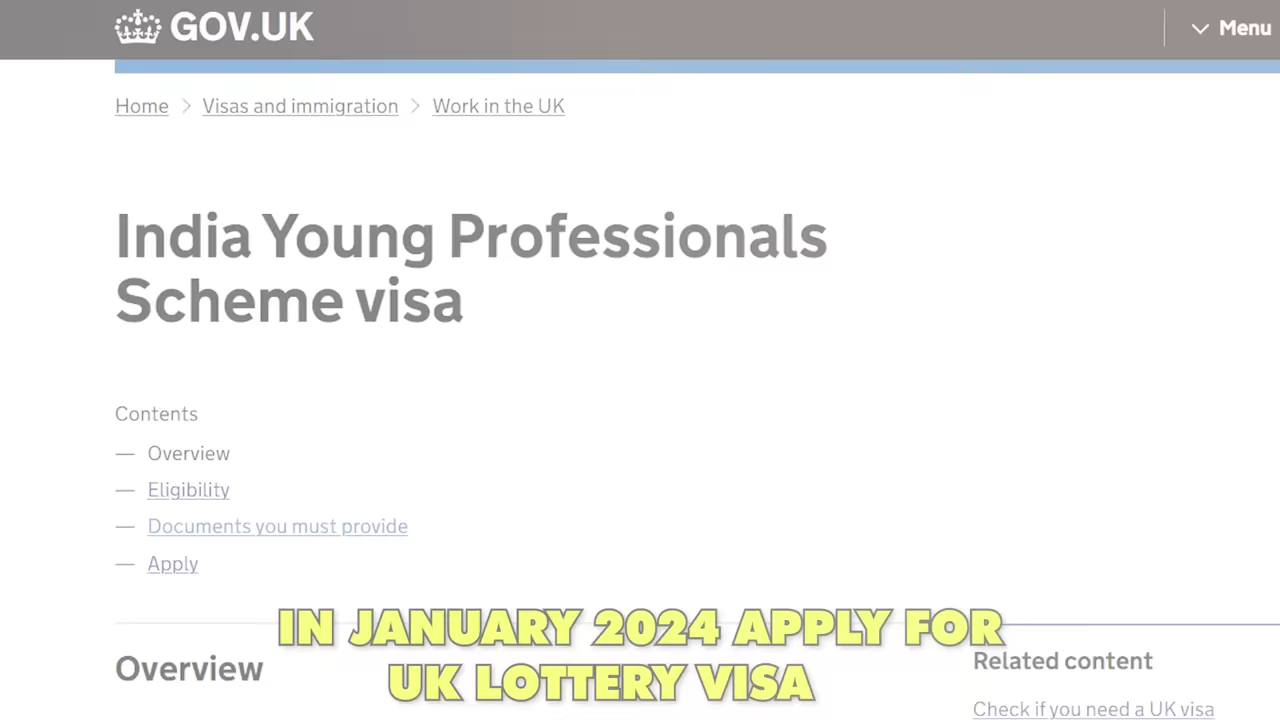 GOV.UK
Menu
Home > Visas and immigration > Work in the UK
India Young Professionals
Scheme visa
Contents
— Overview
— Eligibility
— Documents you must provide
— Apply
IN JANUARY 2024 APPLY FOR
UK LOTTERY VISA
Overview
Related content
Check if you need a UK visa